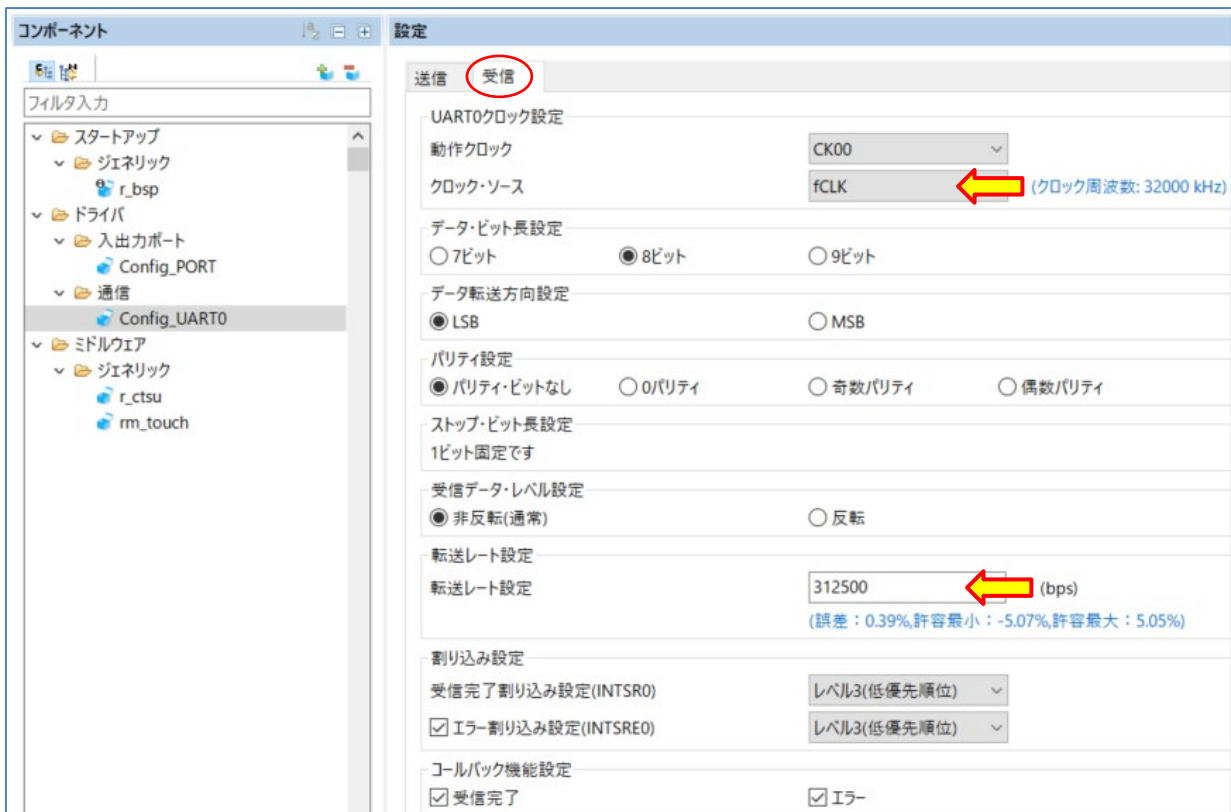 コンポーネント
設定
フィルタ入力
スタートアップ
ジェネリック
r_bsp
ドライバ
入出力ポート
Config_PORT
通信
Config_UART0
ミドルウェア
ジェネリック
r_ctsu
rm_touch
送信 受信
UART0クロック設定
動作クロック CK00
クロック・ソース fCLK (クロック周波数: 32000 kHz)
データ・ビット長設定
7ビット 8ビット 9ビット
データ転送方向設定
LSB MSB
パリティ設定
パリティ・ビットなし 0パリティ 奇数パリティ 偶数パリティ
ストップ・ビット長設定
1ビット固定です
受信データ・レベル設定
非反転(通常) 反転
転送レート設定
転送レート設定 312500 (bps)
(誤差：0.39%,許容最小：-5.07%,許容最大：5.05%)
割り込み設定
受信完了割り込み設定(INTSR0) レベル3(低優先順位)
エラー割り込み設定(INTSRE0) レベル3(低優先順位)
コールバック機能設定
受信完了 エラー